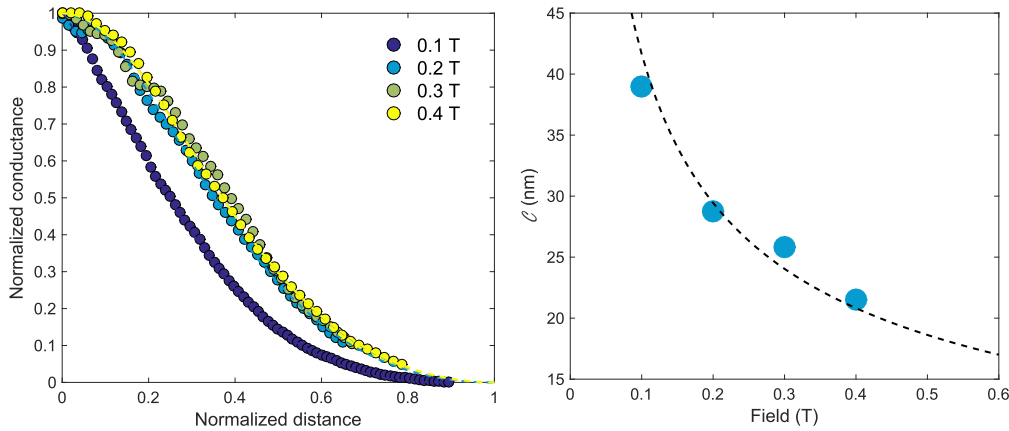 1
0.9
0.8
0.7
0.6
0.5
0.4
0.3
0.2
0.1
0
Normalized conductance
0 0.2 0.4 0.6 0.8 1
Normalized distance
0.1 T
0.2 T
0.3 T
0.4 T
45
40
35
30
25
20
15
𝒞 (nm)
0 0.1 0.2 0.3 0.4 0.5 0.6
Field (T)